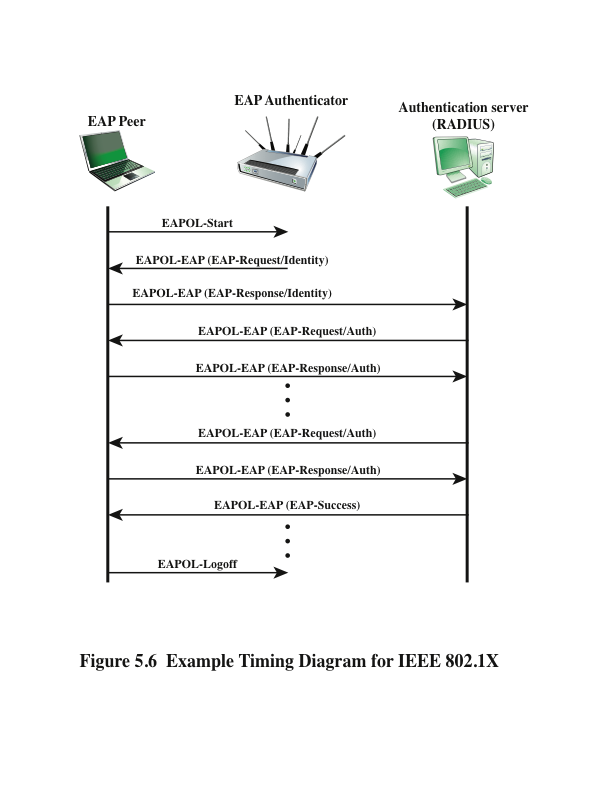 EAP Peer
EAP Authenticator
Authentication server
(RADIUS)
EAPOL-Start
EAPOL-EAP (EAP-Request/Identity)
EAPOL-EAP (EAP-Response/Identity)
EAPOL-EAP (EAP-Request/Auth)
EAPOL-EAP (EAP-Response/Auth)
EAPOL-EAP (EAP-Request/Auth)
EAPOL-EAP (EAP-Response/Auth)
EAPOL-EAP (EAP-Success)
EAPOL-Logoff
Figure 5.6 Example Timing Diagram for IEEE 802.1X